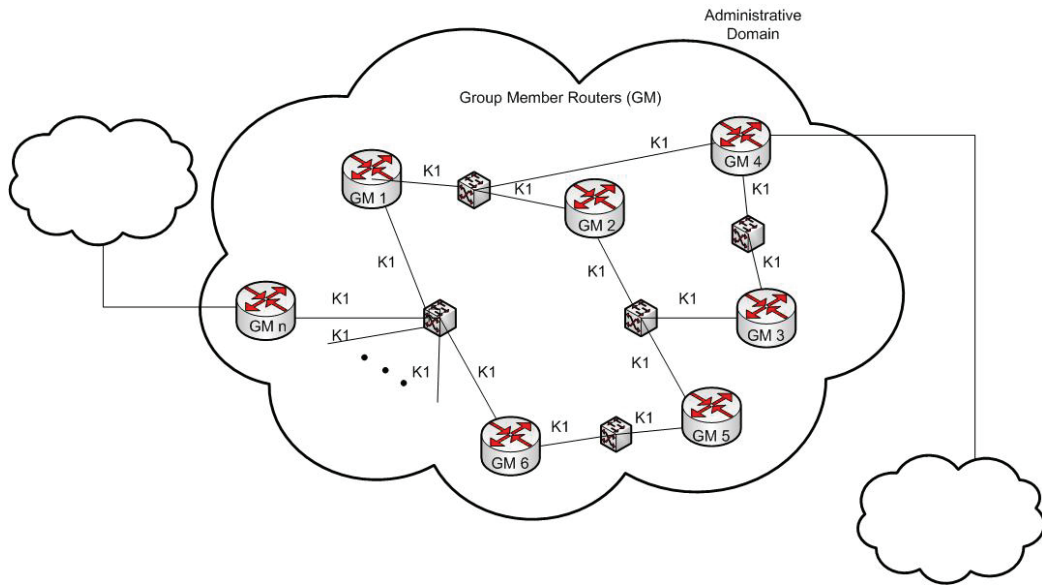 Administrative
Domain
Group Member Routers (GM)
K1
GM 4
K1
GM 1
K1
K1
GM 2
K1
K1
K1
K1
K1
GM n
K1
GM 3
K1
K1
K1
K1
K1
GM 5
K1
GM 6